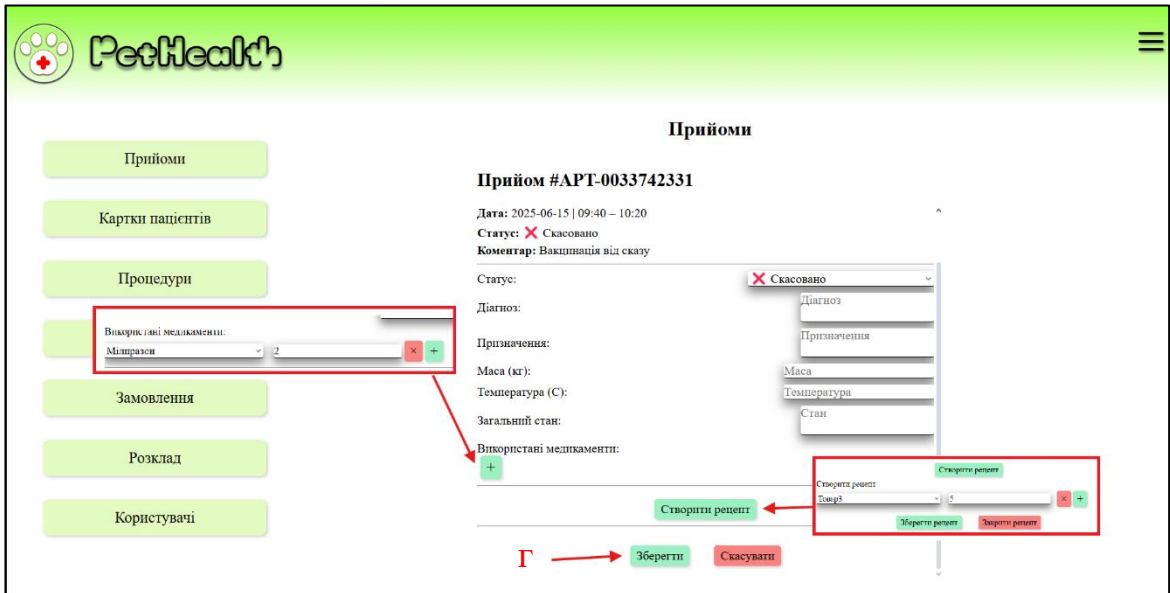 PetHealth
Прийоми
Картки пацієнтів
Процедури
Використані медикаменти:
Мілпразон 2 × +
Замовлення
Розклад
Користувачі
Прийоми
Прийом #APT-0033742331
Дата: 2025-06-15 | 09:40 – 10:20
Статус: ❌ Скасовано
Коментар: Вакцинація від сказу
Статус: ❌ Скасовано
Діагноз: Діагноз
Призначення: Призначення
Маса (кг): Маса
Температура (С): Температура
Загальний стан: Стан
Використані медикаменти:
+
Створити рецепт
Створити рецепт
Створити рецепт
Товар3 5 × +
Зберегти рецепт Закрити рецепт
Г Зберегти Скасувати